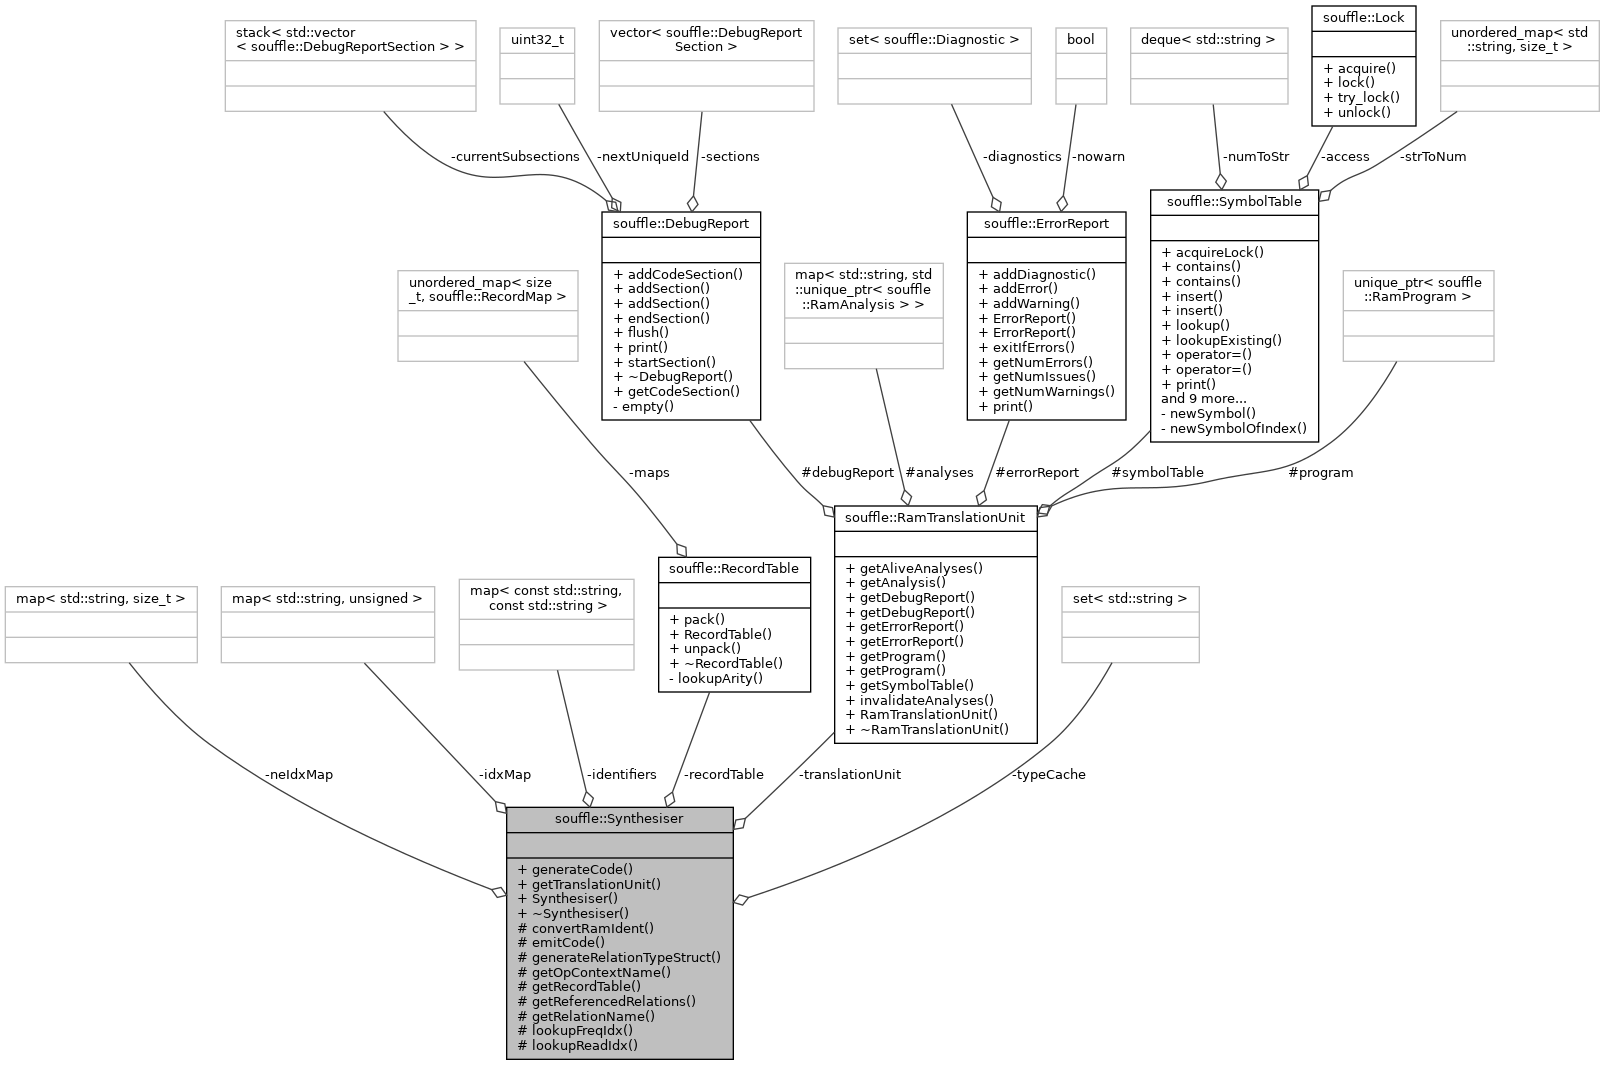 stack< std::vector
< souffle::DebugReportSection > >
uint32_t
vector< souffle::DebugReport
Section >
set< souffle::Diagnostic >
bool
deque< std::string >
souffle::Lock
+ acquire()
+ lock()
+ try_lock()
+ unlock()
unordered_map< std
::string, size_t >
-currentSubsections
-nextUniqueId
-sections
-diagnostics
-nowarn
-numToStr
-access
-strToNum
unordered_map< size
_t, souffle::RecordMap >
souffle::DebugReport
+ addCodeSection()
+ addSection()
+ addSection()
+ endSection()
+ flush()
+ print()
+ startSection()
+ ~DebugReport()
+ getCodeSection()
- empty()
map< std::string, std
::unique_ptr< souffle
::RamAnalysis > >
souffle::ErrorReport
+ addDiagnostic()
+ addError()
+ addWarning()
+ ErrorReport()
+ ErrorReport()
+ exitIfErrors()
+ getNumErrors()
+ getNumIssues()
+ getNumWarnings()
+ print()
souffle::SymbolTable
+ acquireLock()
+ contains()
+ contains()
+ insert()
+ insert()
+ lookup()
+ lookupExisting()
+ operator=()
+ operator=()
+ print()
and 9 more...
- newSymbol()
- newSymbolOfIndex()
unique_ptr< souffle
::RamProgram >
-maps
#debugReport
#analyses
#errorReport
#symbolTable
#program
map< std::string, size_t >
map< std::string, unsigned >
map< const std::string,
const std::string >
souffle::RecordTable
+ pack()
+ RecordTable()
+ unpack()
+ ~RecordTable()
- lookupArity()
souffle::RamTranslationUnit
+ getAliveAnalyses()
+ getAnalysis()
+ getDebugReport()
+ getDebugReport()
+ getErrorReport()
+ getErrorReport()
+ getProgram()
+ getProgram()
+ getSymbolTable()
+ invalidateAnalyses()
+ RamTranslationUnit()
+ ~RamTranslationUnit()
set< std::string >
-neIdxMap
-idxMap
-identifiers
-recordTable
-translationUnit
-typeCache
souffle::Synthesiser
+ generateCode()
+ getTranslationUnit()
+ Synthesiser()
+ ~Synthesiser()
# convertRamIdent()
# emitCode()
# generateRelationTypeStruct()
# getOpContextName()
# getRecordTable()
# getReferencedRelations()
# getRelationName()
# lookupFreqIdx()
# lookupReadIdx()